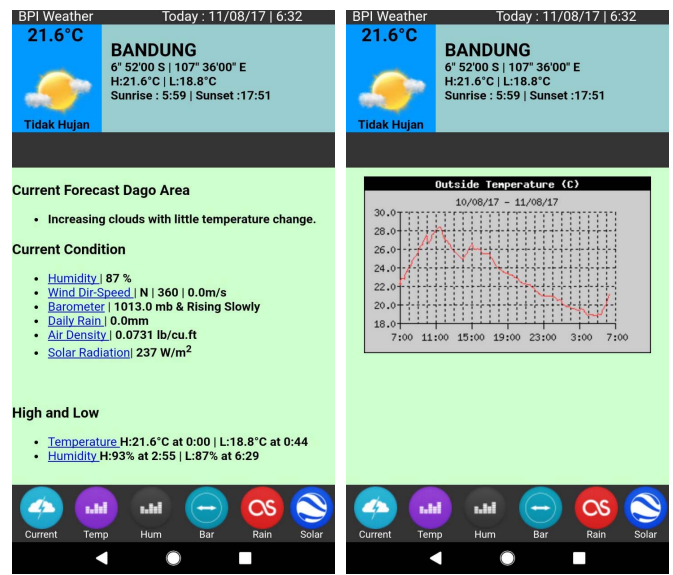 BPI Weather Today : 11/08/17 | 6:32
21.6°C
BANDUNG
6" 52'00 S | 107° 36'00" E
H:21.6°C | L:18.8°C
Sunrise : 5:59 | Sunset :17:51
Tidak Hujan
Current Forecast Dago Area
Increasing clouds with little temperature change.
Current Condition
Humidity | 87 %
Wind Dir-Speed | N | 360 | 0.0m/s
Barometer | 1013.0 mb & Rising Slowly
Daily Rain | 0.0mm
Air Density | 0.0731 lb/cu.ft
Solar Radiation| 237 W/m²
High and Low
Temperature H:21.6°C at 0:00 | L:18.8°C at 0:44
Humidity H:93% at 2:55 | L:87% at 6:29
Current Temp Hum Bar Rain Solar
BPI Weather Today : 11/08/17 | 6:32
21.6°C
BANDUNG
6" 52'00 S | 107° 36'00" E
H:21.6°C | L:18.8°C
Sunrise : 5:59 | Sunset :17:51
Tidak Hujan
Outside Temperature (C)
10/08/17 - 11/08/17
30.0
28.0
26.0
24.0
22.0
20.0
18.0
7:00 11:00 15:00 19:00 23:00 3:00 7:00
Current Temp Hum Bar Rain Solar